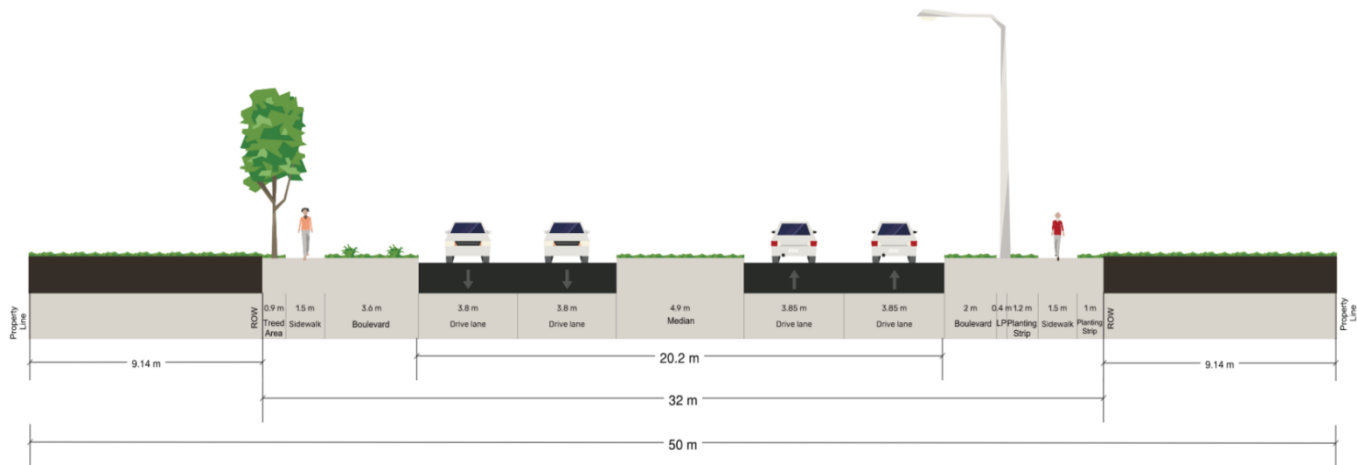 Property
Line
ROW
0.9 m
Treed
Area
1.5 m
Sidewalk
3.6 m
Boulevard
3.8 m
Drive lane
3.8 m
Drive lane
4.9 m
Median
3.85 m
Drive lane
3.85 m
Drive lane
2 m
Boulevard
0.4 m
LP
1.2 m
Planting
Strip
1.5 m
Sidewalk
1 m
Planting
Strip
ROW
Property
Line
9.14 m
20.2 m
9.14 m
32 m
50 m